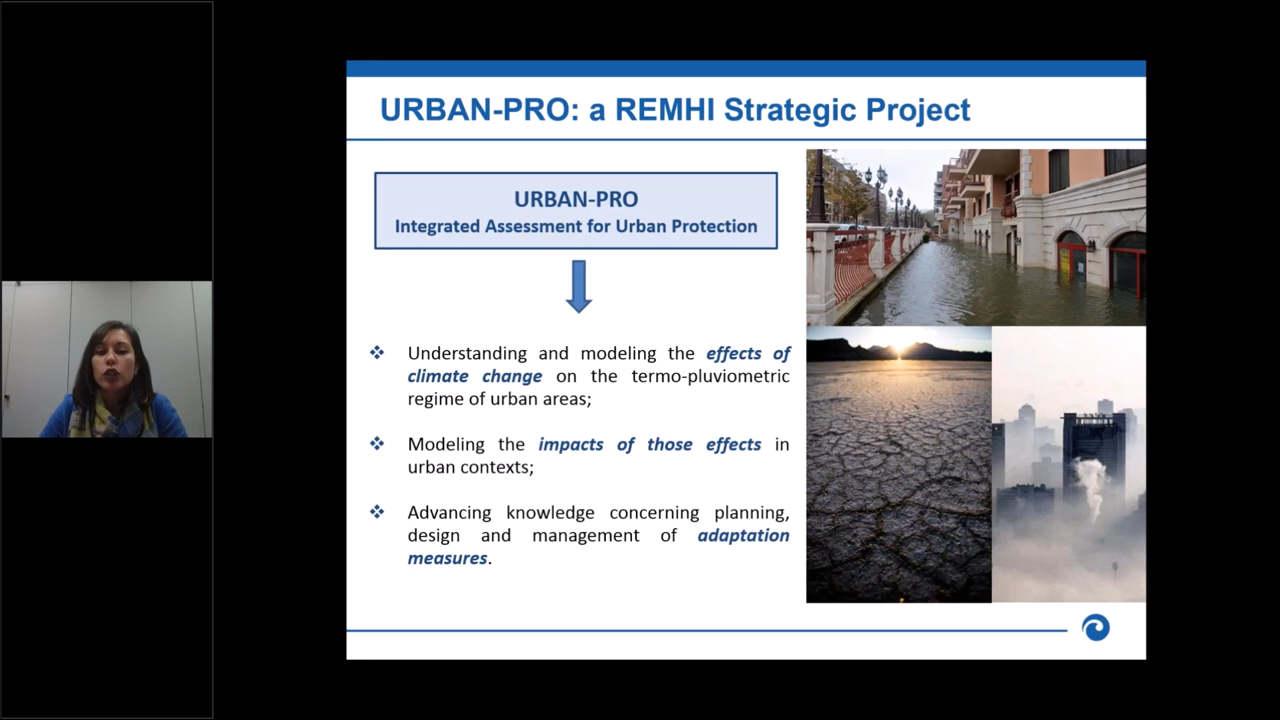 URBAN-PRO: a REMHI Strategic Project
URBAN-PRO
Integrated Assessment for Urban Protection
Understanding and modeling the effects of
climate change on the termo-pluviometric
regime of urban areas;
Modeling the impacts of those effects in
urban contexts;
Advancing knowledge concerning planning,
design and management of adaptation
measures.